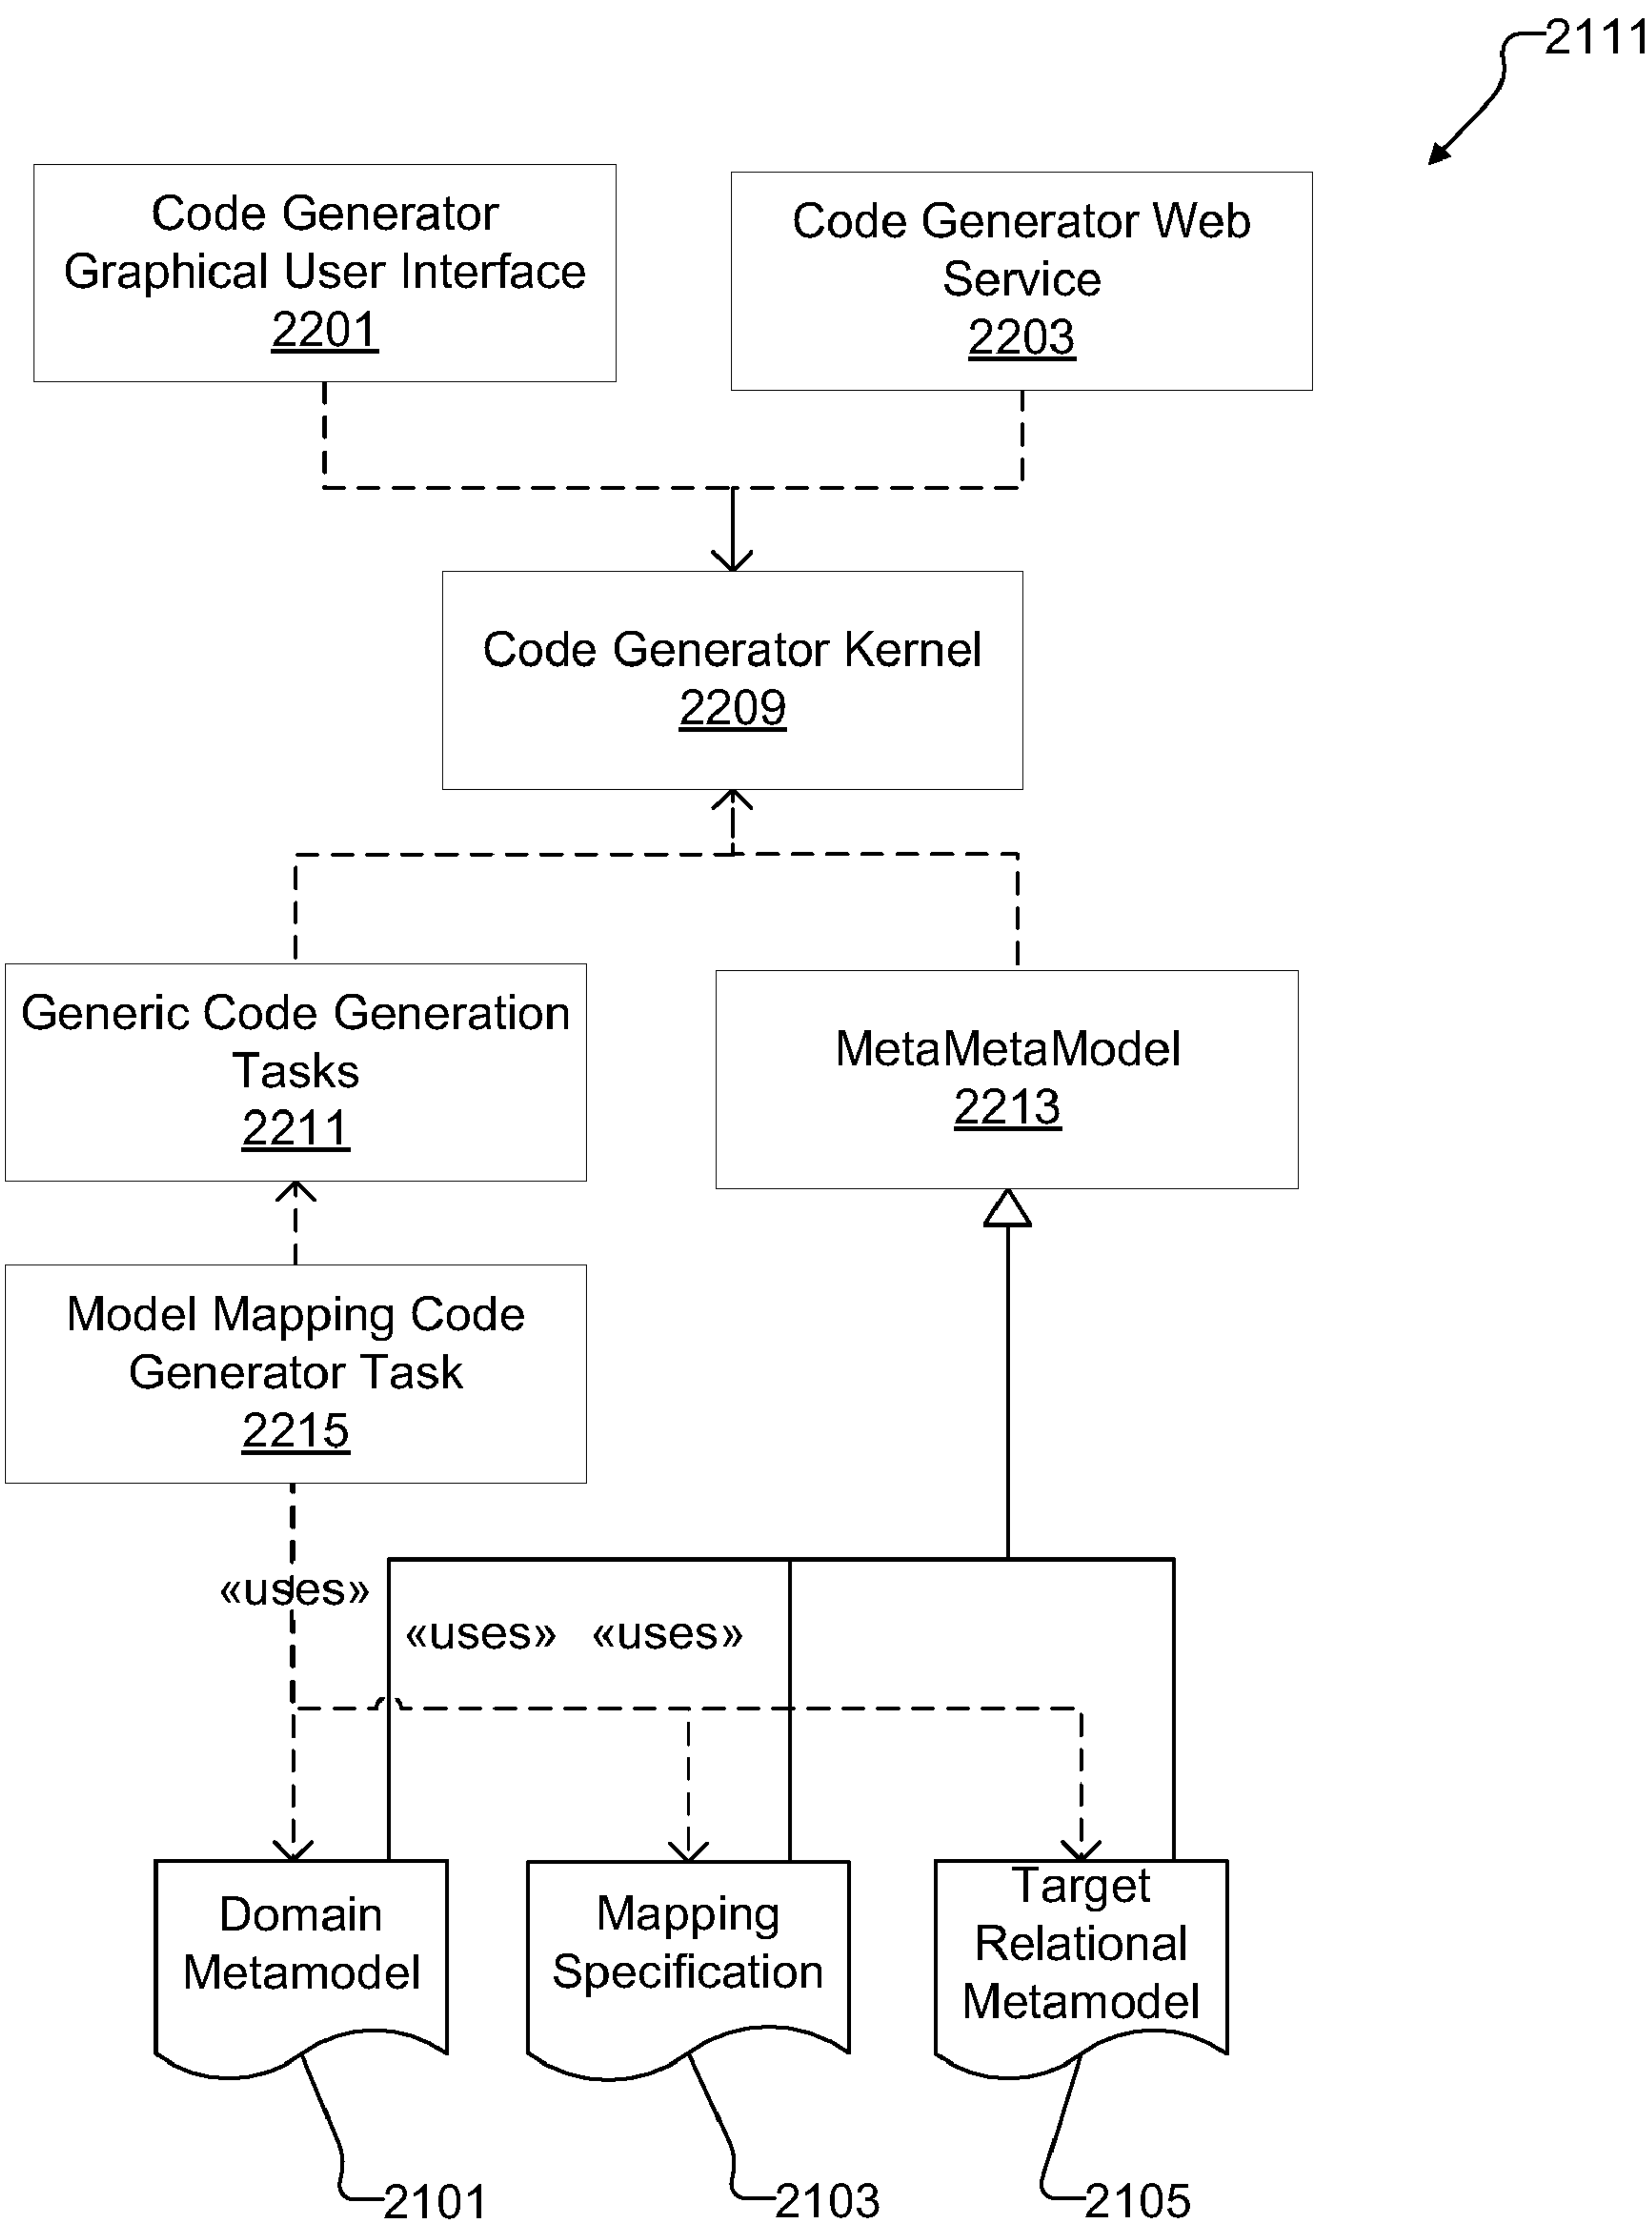 2111
Code Generator
Graphical User Interface
2201
Code Generator Web
Service
2203
Code Generator Kernel
2209
Generic Code Generation
Tasks
2211
MetaMetaModel
2213
Model Mapping Code
Generator Task
2215
«uses»
«uses» «uses»
Domain
Metamodel
Mapping
Specification
Target
Relational
Metamodel
2101
2103
2105